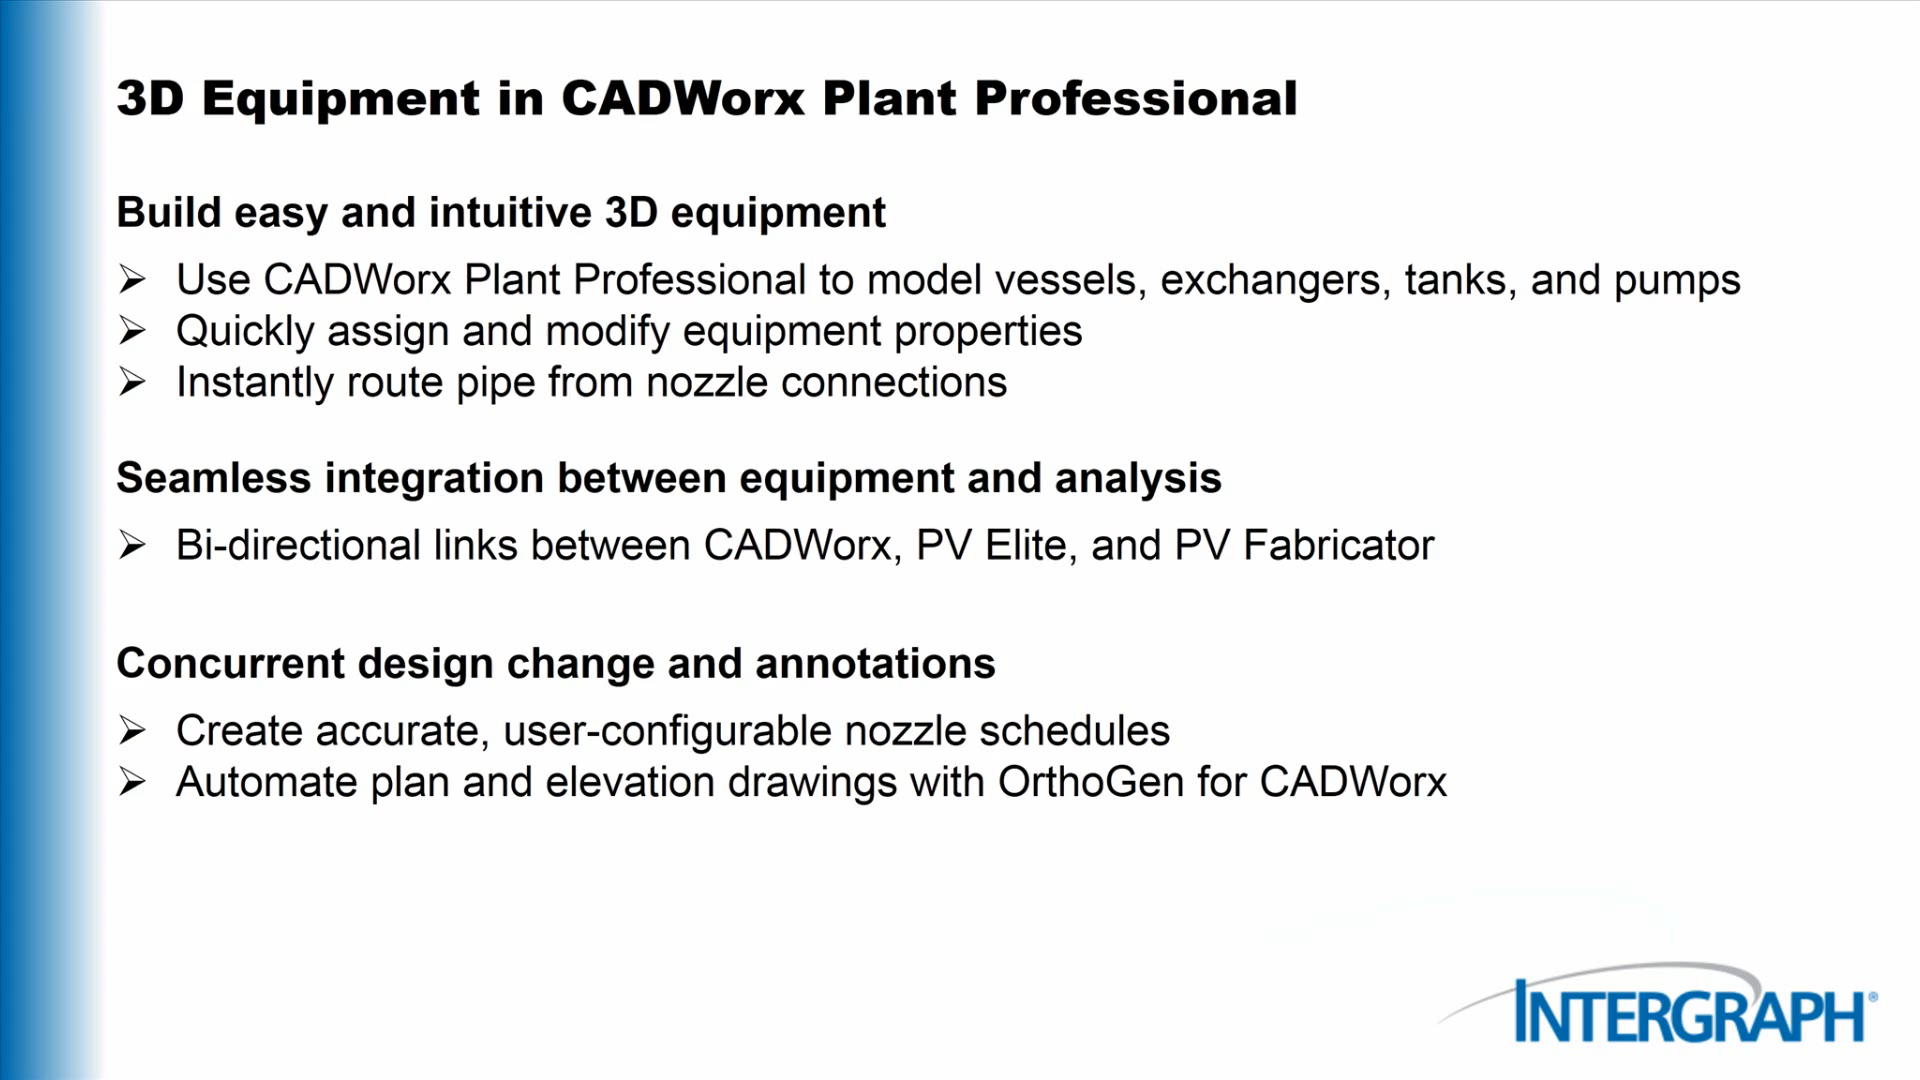 3D Equipment in CADWorx Plant Professional
Build easy and intuitive 3D equipment
➢ Use CADWorx Plant Professional to model vessels, exchangers, tanks, and pumps
➢ Quickly assign and modify equipment properties
➢ Instantly route pipe from nozzle connections
Seamless integration between equipment and analysis
➢ Bi-directional links between CADWorx, PV Elite, and PV Fabricator
Concurrent design change and annotations
➢ Create accurate, user-configurable nozzle schedules
➢ Automate plan and elevation drawings with OrthoGen for CADWorx
INTERGRAPH®